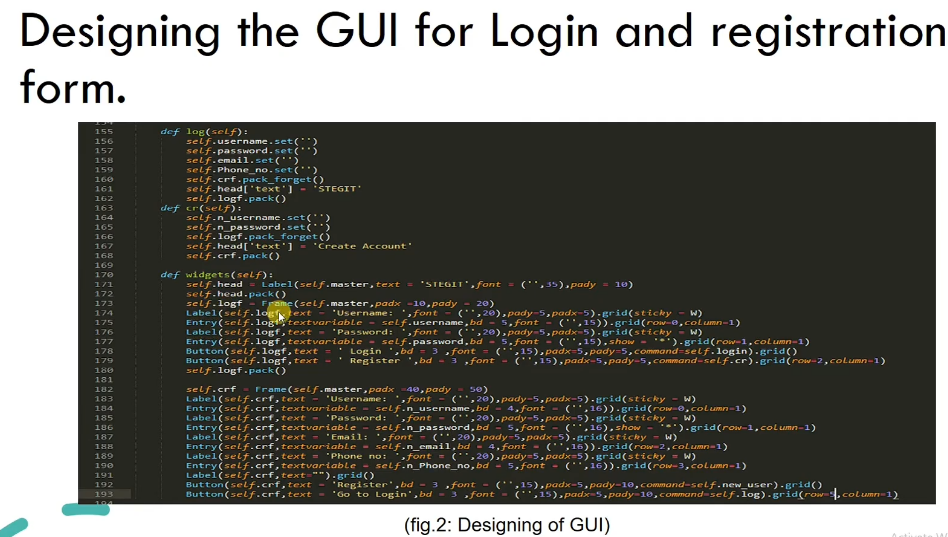 Designing the GUI for Login and registration
form.
155 def log(self):
156 self.username.set('')
157 self.password.set('')
158 self.email.set('')
159 self.Phone_no.set('')
160 self.crf.pack_forget()
161 self.head['text'] = 'STEGIT'
162 self.logf.pack()
163 def cr(self):
164 self.n_username.set('')
165 self.n_password.set('')
166 self.logf.pack_forget()
167 self.head['text'] = 'Create Account'
168 self.crf.pack()
169
170 def widgets(self):
171 self.head = Label(self.master,text = 'STEGIT',font = ('',35),pady = 10)
172 self.head.pack()
173 self.logf = Frame(self.master,padx =10,pady = 20)
174 Label(self.logf,text = 'Username: ',font = ('',20),pady=5,padx=5).grid(sticky = W)
175 Entry(self.logf,textvariable = self.username,bd = 5,font = ('',15)).grid(row=0,column=1)
176 Label(self.logf,text = 'Password: ',font = ('',20),pady=5,padx=5).grid(sticky = W)
177 Entry(self.logf,textvariable = self.password,bd = 5,font = ('',15),show = '*').grid(row=1,column=1)
178 Button(self.logf,text = ' Login ',bd = 3 ,font = ('',15),padx=5,pady=5,command=self.login).grid()
179 Button(self.logf,text = ' Register ',bd = 3 ,font = ('',15),padx=5,pady=5,command=self.cr).grid(row=2,column=1)
180 self.logf.pack()
181
182 self.crf = Frame(self.master,padx =40,pady = 50)
183 Label(self.crf,text = 'Username: ',font = ('',20),pady=5,padx=5).grid(sticky = W)
184 Entry(self.crf,textvariable = self.n_username,bd = 4,font = ('',16)).grid(row=0,column=1)
185 Label(self.crf,text = 'Password: ',font = ('',20),pady=5,padx=5).grid(sticky = W)
186 Entry(self.crf,textvariable = self.n_password,bd = 5,font = ('',16),show = '*').grid(row=1,column=1)
187 Label(self.crf,text = 'Email: ',font = ('',20),pady=5,padx=5).grid(sticky = W)
188 Entry(self.crf,textvariable = self.n_email,bd = 4,font = ('',16)).grid(row=2,column=1)
189 Label(self.crf,text = 'Phone no: ',font = ('',20),pady=5,padx=5).grid(sticky = W)
190 Entry(self.crf,textvariable = self.n_Phone_no,bd = 5,font = ('',16)).grid(row=3,column=1)
191 Label(self.crf,text="").grid()
192 Button(self.crf,text = 'Register',bd = 3 ,font = ('',15),padx=5,pady=10,command=self.new_user).grid()
193 Button(self.crf,text = 'Go to Login',bd = 3 ,font = ('',15),padx=5,pady=10,command=self.log).grid(row=5,column=1)
(fig.2: Designing of GUI)